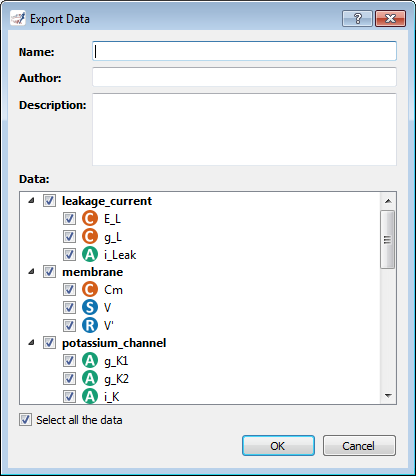 Export Data
Name:
Author:
Description:
Data:
leakage_current
C E_L
C g_L
A i_Leak
membrane
C Cm
S V
R V'
potassium_channel
A g_K1
A g_K2
A i_K
Select all the data
OK Cancel